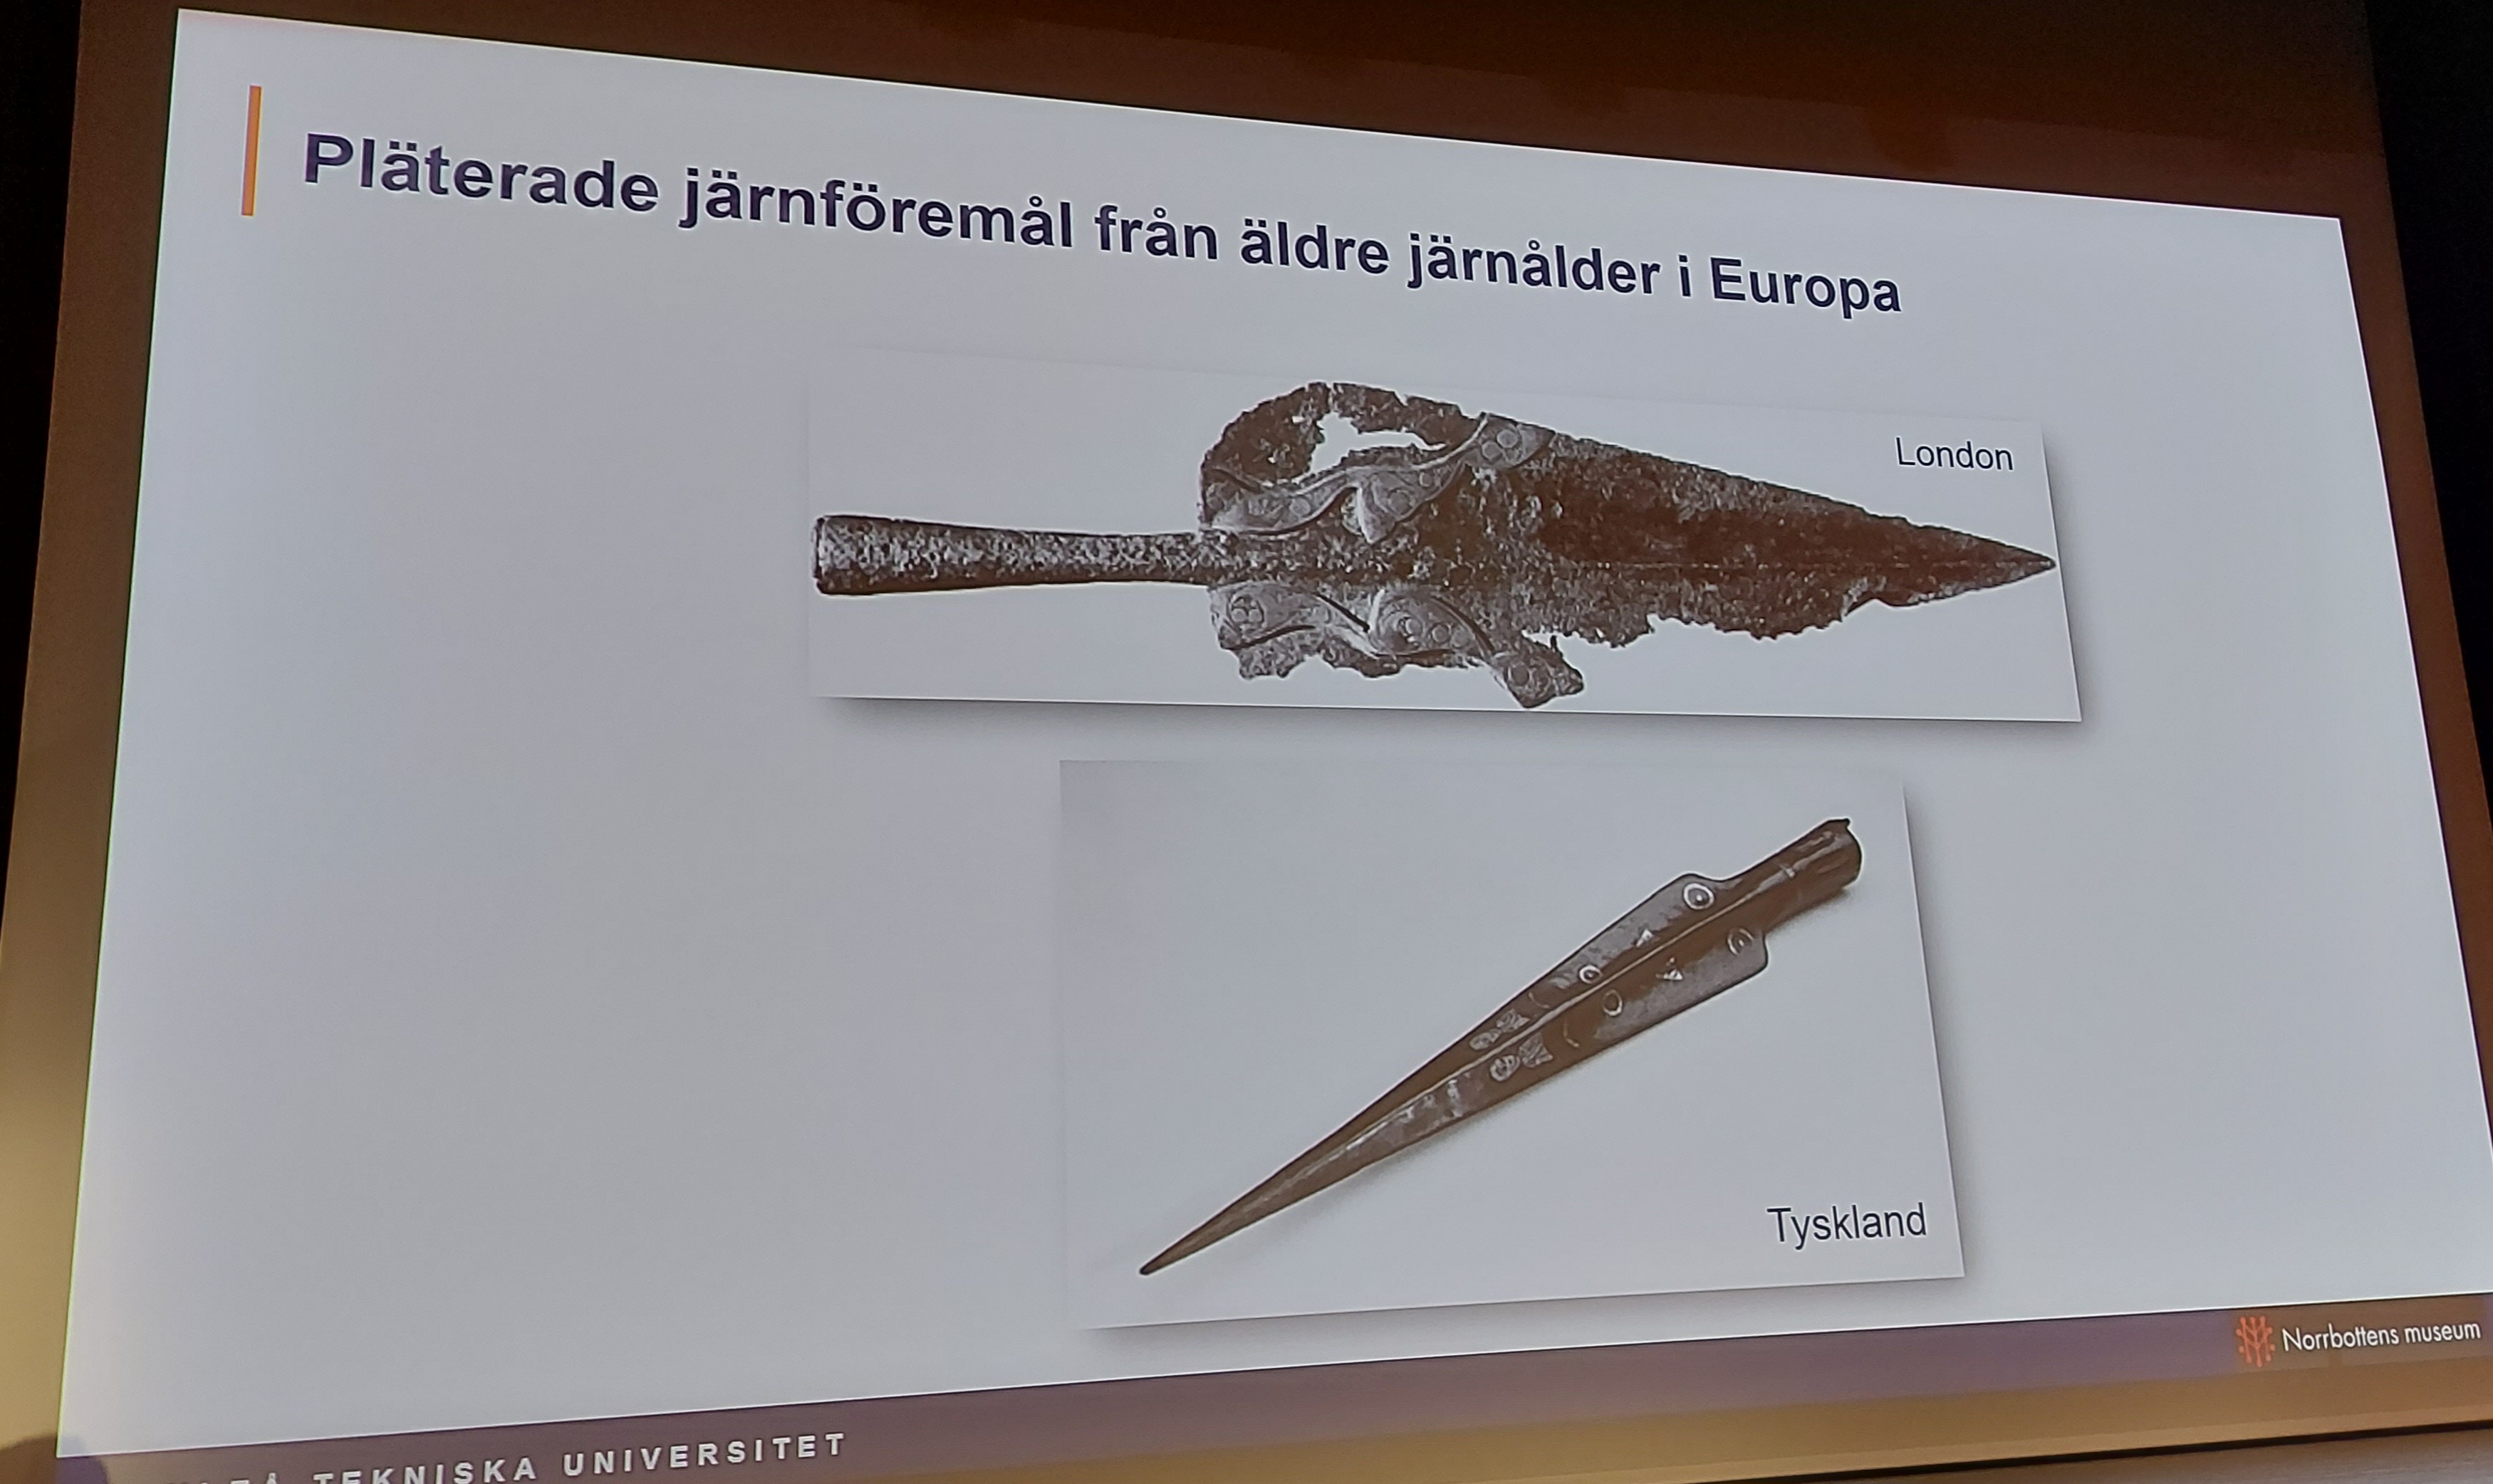 Pläterade järnföremål från äldre järnålder i Europa
London
Tyskland
Norrbottens museum
TEKNISKA UNIVERSITET